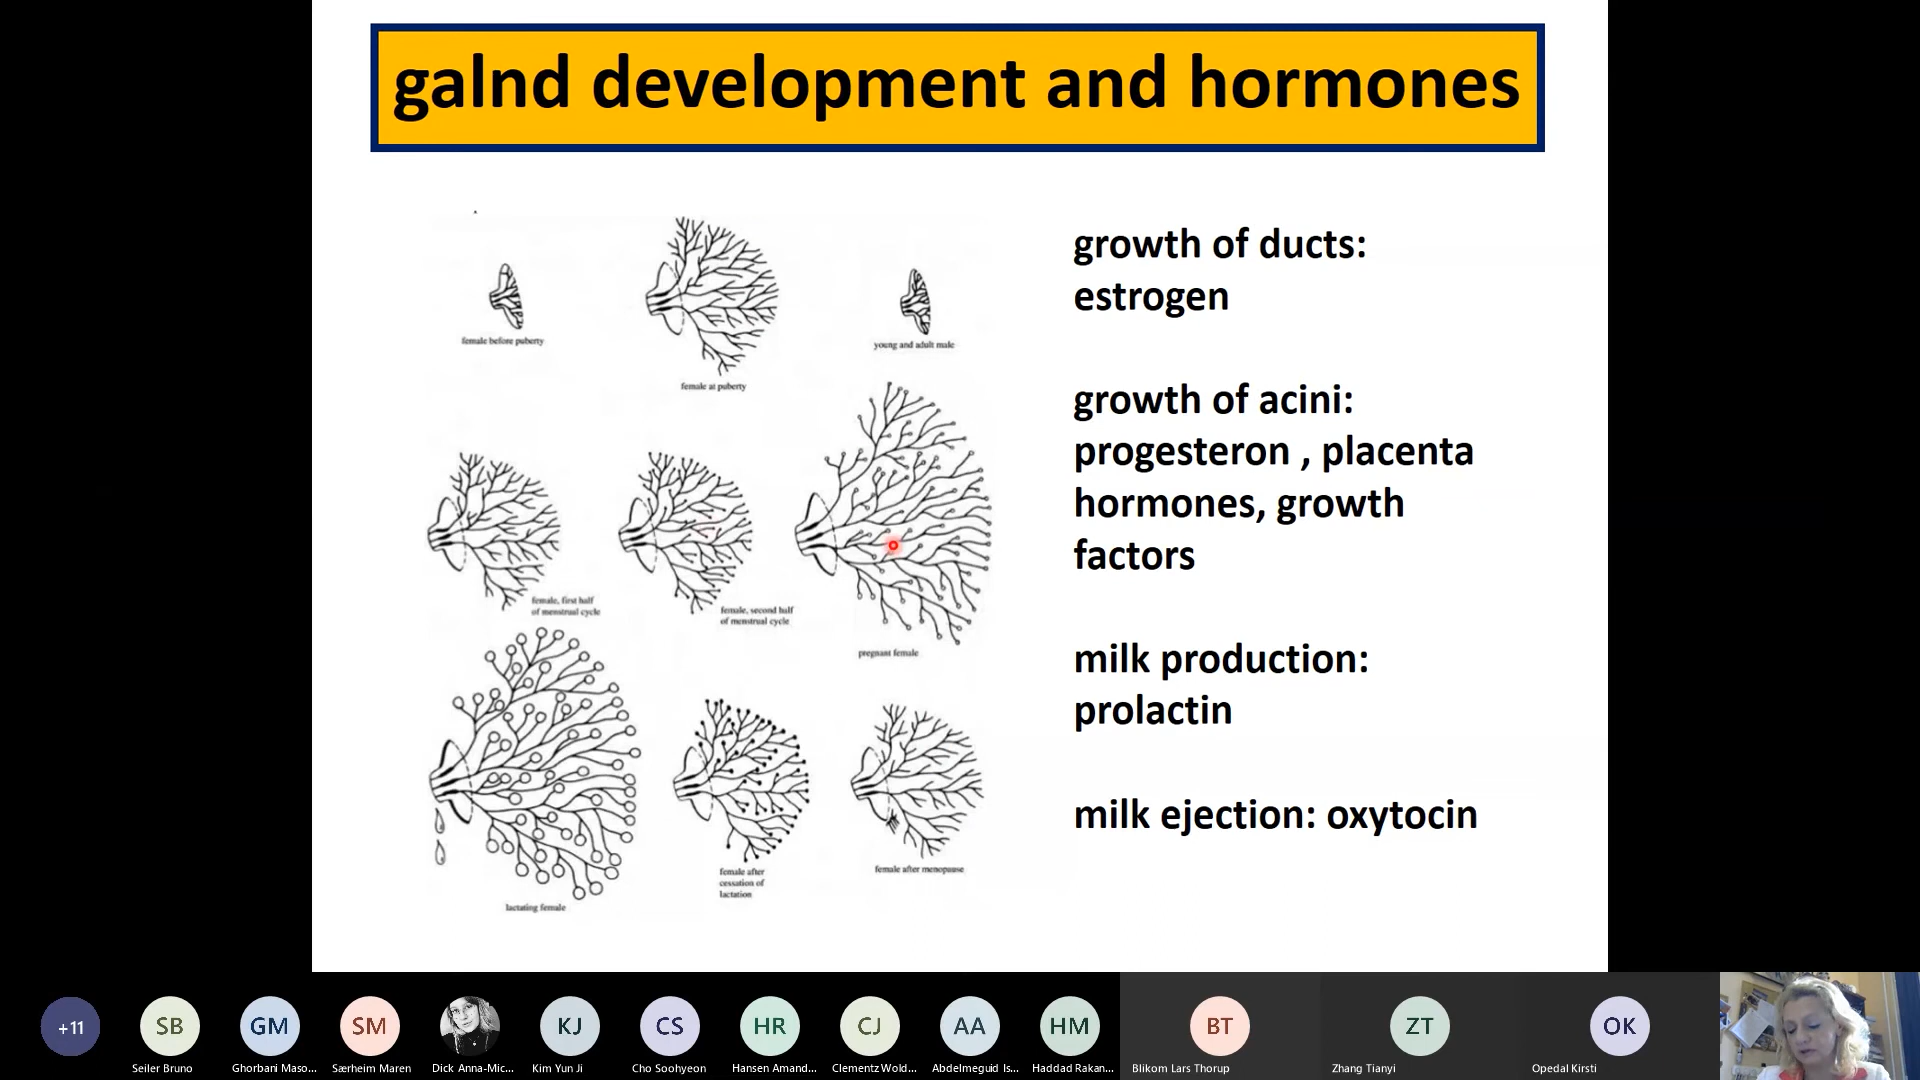 galnd development and hormones
growth of ducts:
estrogen
growth of acini:
progesteron , placenta
hormones, growth
factors
milk production:
prolactin
milk ejection: oxytocin
female before puberty
female at puberty
young and adult male
female, first half
of menstrual cycle
female, second half
of menstrual cycle
pregnant female
lactating female
female after
cessation of
lactation
female after menopause
+11
SB
GM
SM
KJ
CS
HR
CJ
AA
HM
BT
ZT
OK
Seiler Bruno
Ghorbani Maso...
Særheim Maren
Dick Anna-Mic...
Kim Yun Ji
Cho Soohyeon
Hansen Amand...
Clementz Wold...
Abdelmeguid Is...
Haddad Rakan...
Blikom Lars Thorup
Zhang Tianyi
Opedal Kirsti